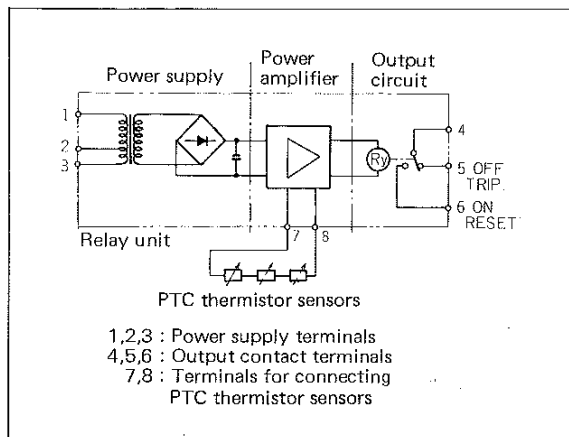 Power supply
Power
amplifier
Output
circuit
1
2
3
Ry
4
5 OFF
TRIP.
6 ON
RESET
Relay unit
7
8
PTC thermistor sensors
1,2,3 : Power supply terminals
4,5,6 : Output contact terminals
7,8 : Terminals for connecting
PTC thermistor sensors